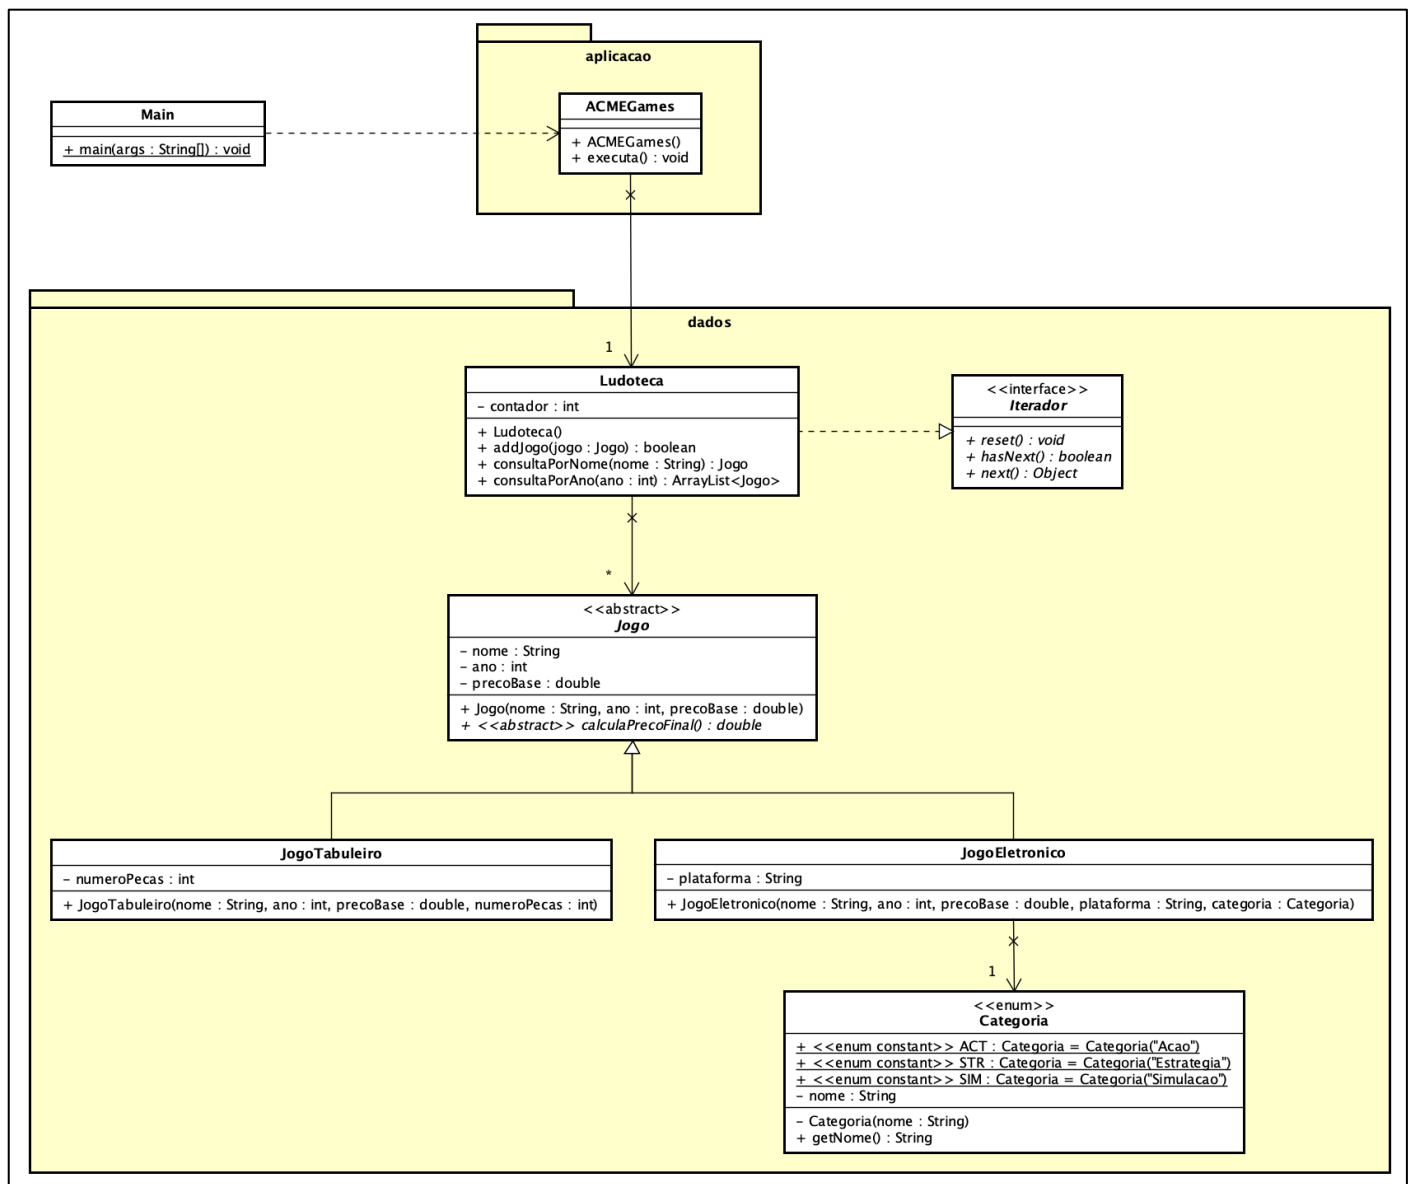 aplicacao
Main
+ main(args : String[]) : void
ACMEGames
+ ACMEGames()
+ executa() : void
dados
1
Ludoteca
– contador : int
+ Ludoteca()
+ addJogo(jogo : Jogo) : boolean
+ consultaPorNome(nome : String) : Jogo
+ consultaPorAno(ano : int) : ArrayList<Jogo>
<<interface>>
Iterador
+ reset() : void
+ hasNext() : boolean
+ next() : Object
*
<<abstract>>
Jogo
– nome : String
– ano : int
– precoBase : double
+ Jogo(nome : String, ano : int, precoBase : double)
+ <<abstract>> calculaPrecoFinal() : double
JogoTabuleiro
– numeroPecas : int
+ JogoTabuleiro(nome : String, ano : int, precoBase : double, numeroPecas : int)
JogoEletronico
– plataforma : String
+ JogoEletronico(nome : String, ano : int, precoBase : double, plataforma : String, categoria : Categoria)
1
<<enum>>
Categoria
+ <<enum constant>> ACT : Categoria = Categoria("Acao")
+ <<enum constant>> STR : Categoria = Categoria("Estrategia")
+ <<enum constant>> SIM : Categoria = Categoria("Simulacao")
– nome : String
– Categoria(nome : String)
+ getNome() : String